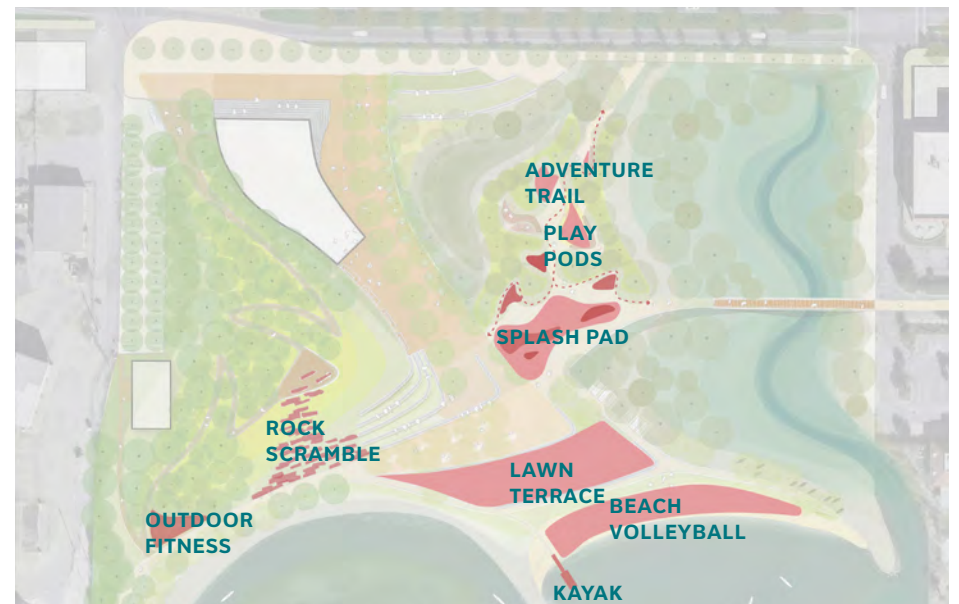 ADVENTURE
TRAIL
PLAY
PODS
SPLASH PAD
ROCK
SCRAMBLE
LAWN
TERRACE
BEACH
VOLLEYBALL
OUTDOOR
FITNESS
KAYAK